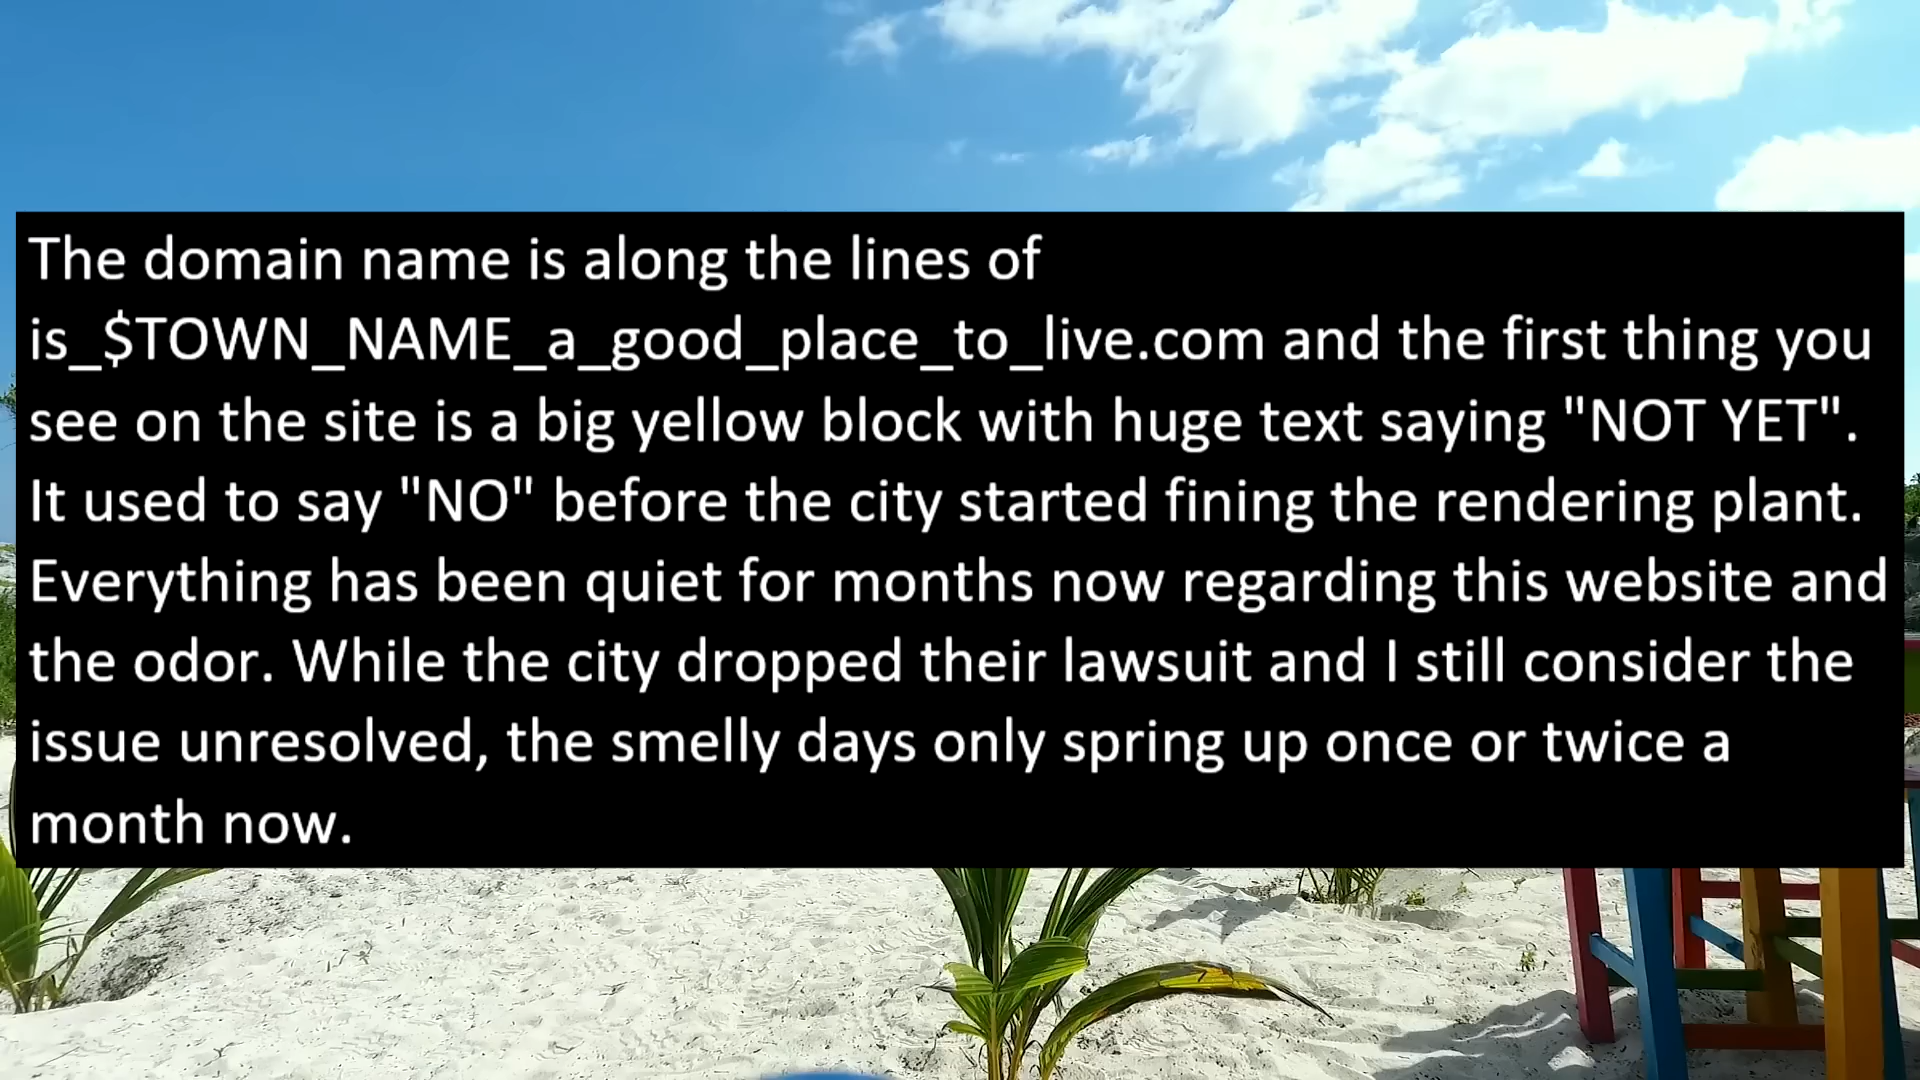 The domain name is along the lines of
is_$TOWN_NAME_a_good_place_to_live.com and the first thing you
see on the site is a big yellow block with huge text saying "NOT YET".
It used to say "NO" before the city started fining the rendering plant.
Everything has been quiet for months now regarding this website and
the odor. While the city dropped their lawsuit and I still consider the
issue unresolved, the smelly days only spring up once or twice a
month now.